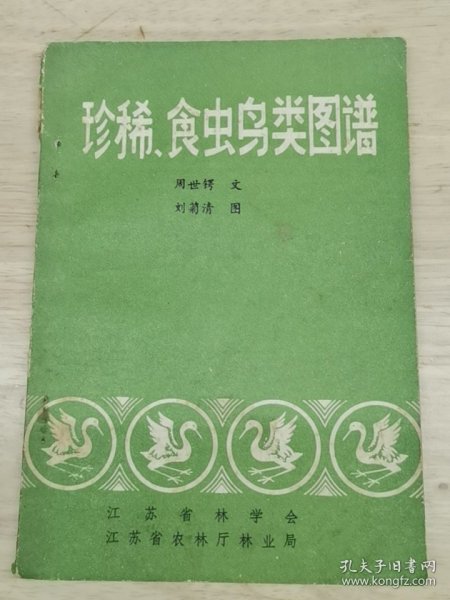 珍稀、食虫鸟类图谱
周世锷 文
刘菊清 图
江苏省林学会
江苏省农林厅林业局
孔夫子旧书网
www.kongfz.com